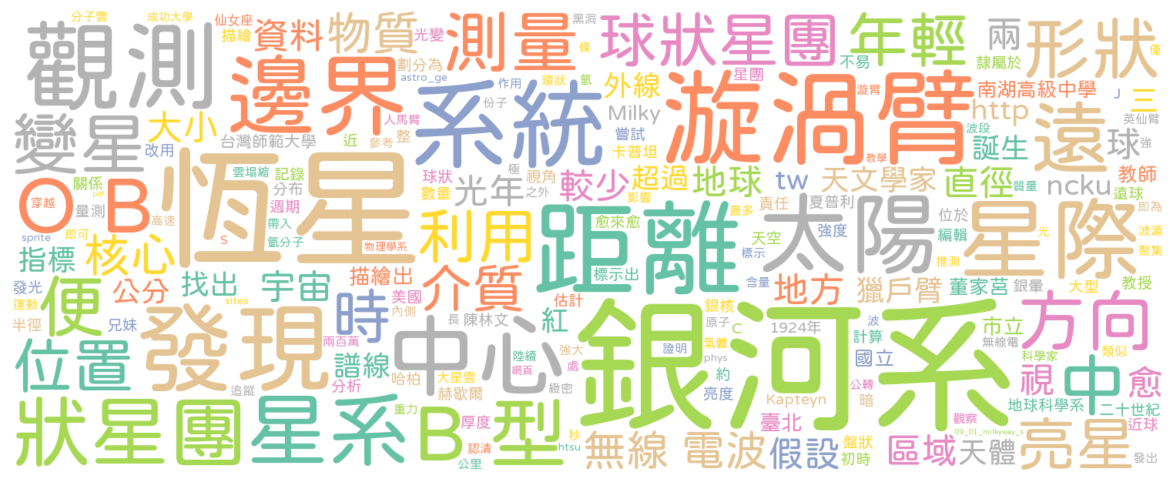 分子雲 成功大學 仙女座 光變 黑洞 條 僅
觀測 描繪 資料 物質 測量 球狀星團 年輕 兩 形狀
劃分為 astro_ge 作用 環狀 氫 星團 不易 隸屬於
邊界 系統 份子 外線 漩渦臂 漩臂 南湖高級中學 J 英仙臂
變星 大小 人馬臂 Milky http 三
台灣師範大學 近 參考 整 嘗試 教學 波段 誕生 遠 球 強
改用 雲塌縮 記錄 極 卡普坦
恆星 關係 pdf 分布 球狀 視角 較少 超過 地球 tw 天文學家 直徑 質量 教師
OB 穿越 量測 週期 數量 光年 之外 影響 最多 責任 夏普利 ncku 遠球
高速 帶入 利用 距離 愈來愈 太陽 位於 星際 即為
sprite 即可 氫分子 天空 強度 編輯 光 波源
指標 核心 S 物理學系 標示 推測 聚集
發光 找出 宇宙 描繪出 介質 標示出 地方 含量 獵戶臂 董家莒 銀暈 大型 教授
運動 sites 美國 估計 銀核
便 公分 時 內側 紅 銀河系 方向
半徑 兄妹 發現 兩百萬 中心 長 陳林文 原子 C 1924年 波 市立
位置 譜線 陸續 強大 證明 氣體 計算 無線電 科學家 類似
追蹤 分析 哈柏 大星雲 網頁 處 phys 約 國立 視 中 愈
赫歇爾 緻密 亮度 Kapteyn 公轉 暗 地球科學系 二十世紀
狀星團 星系 重力 B型 厚度 秒 臺北 觀察 近球
認清 htsu 無線 電波 假設 盤狀 09_01_milkyway_s 亮星
公里 初時 區域 天體 發出